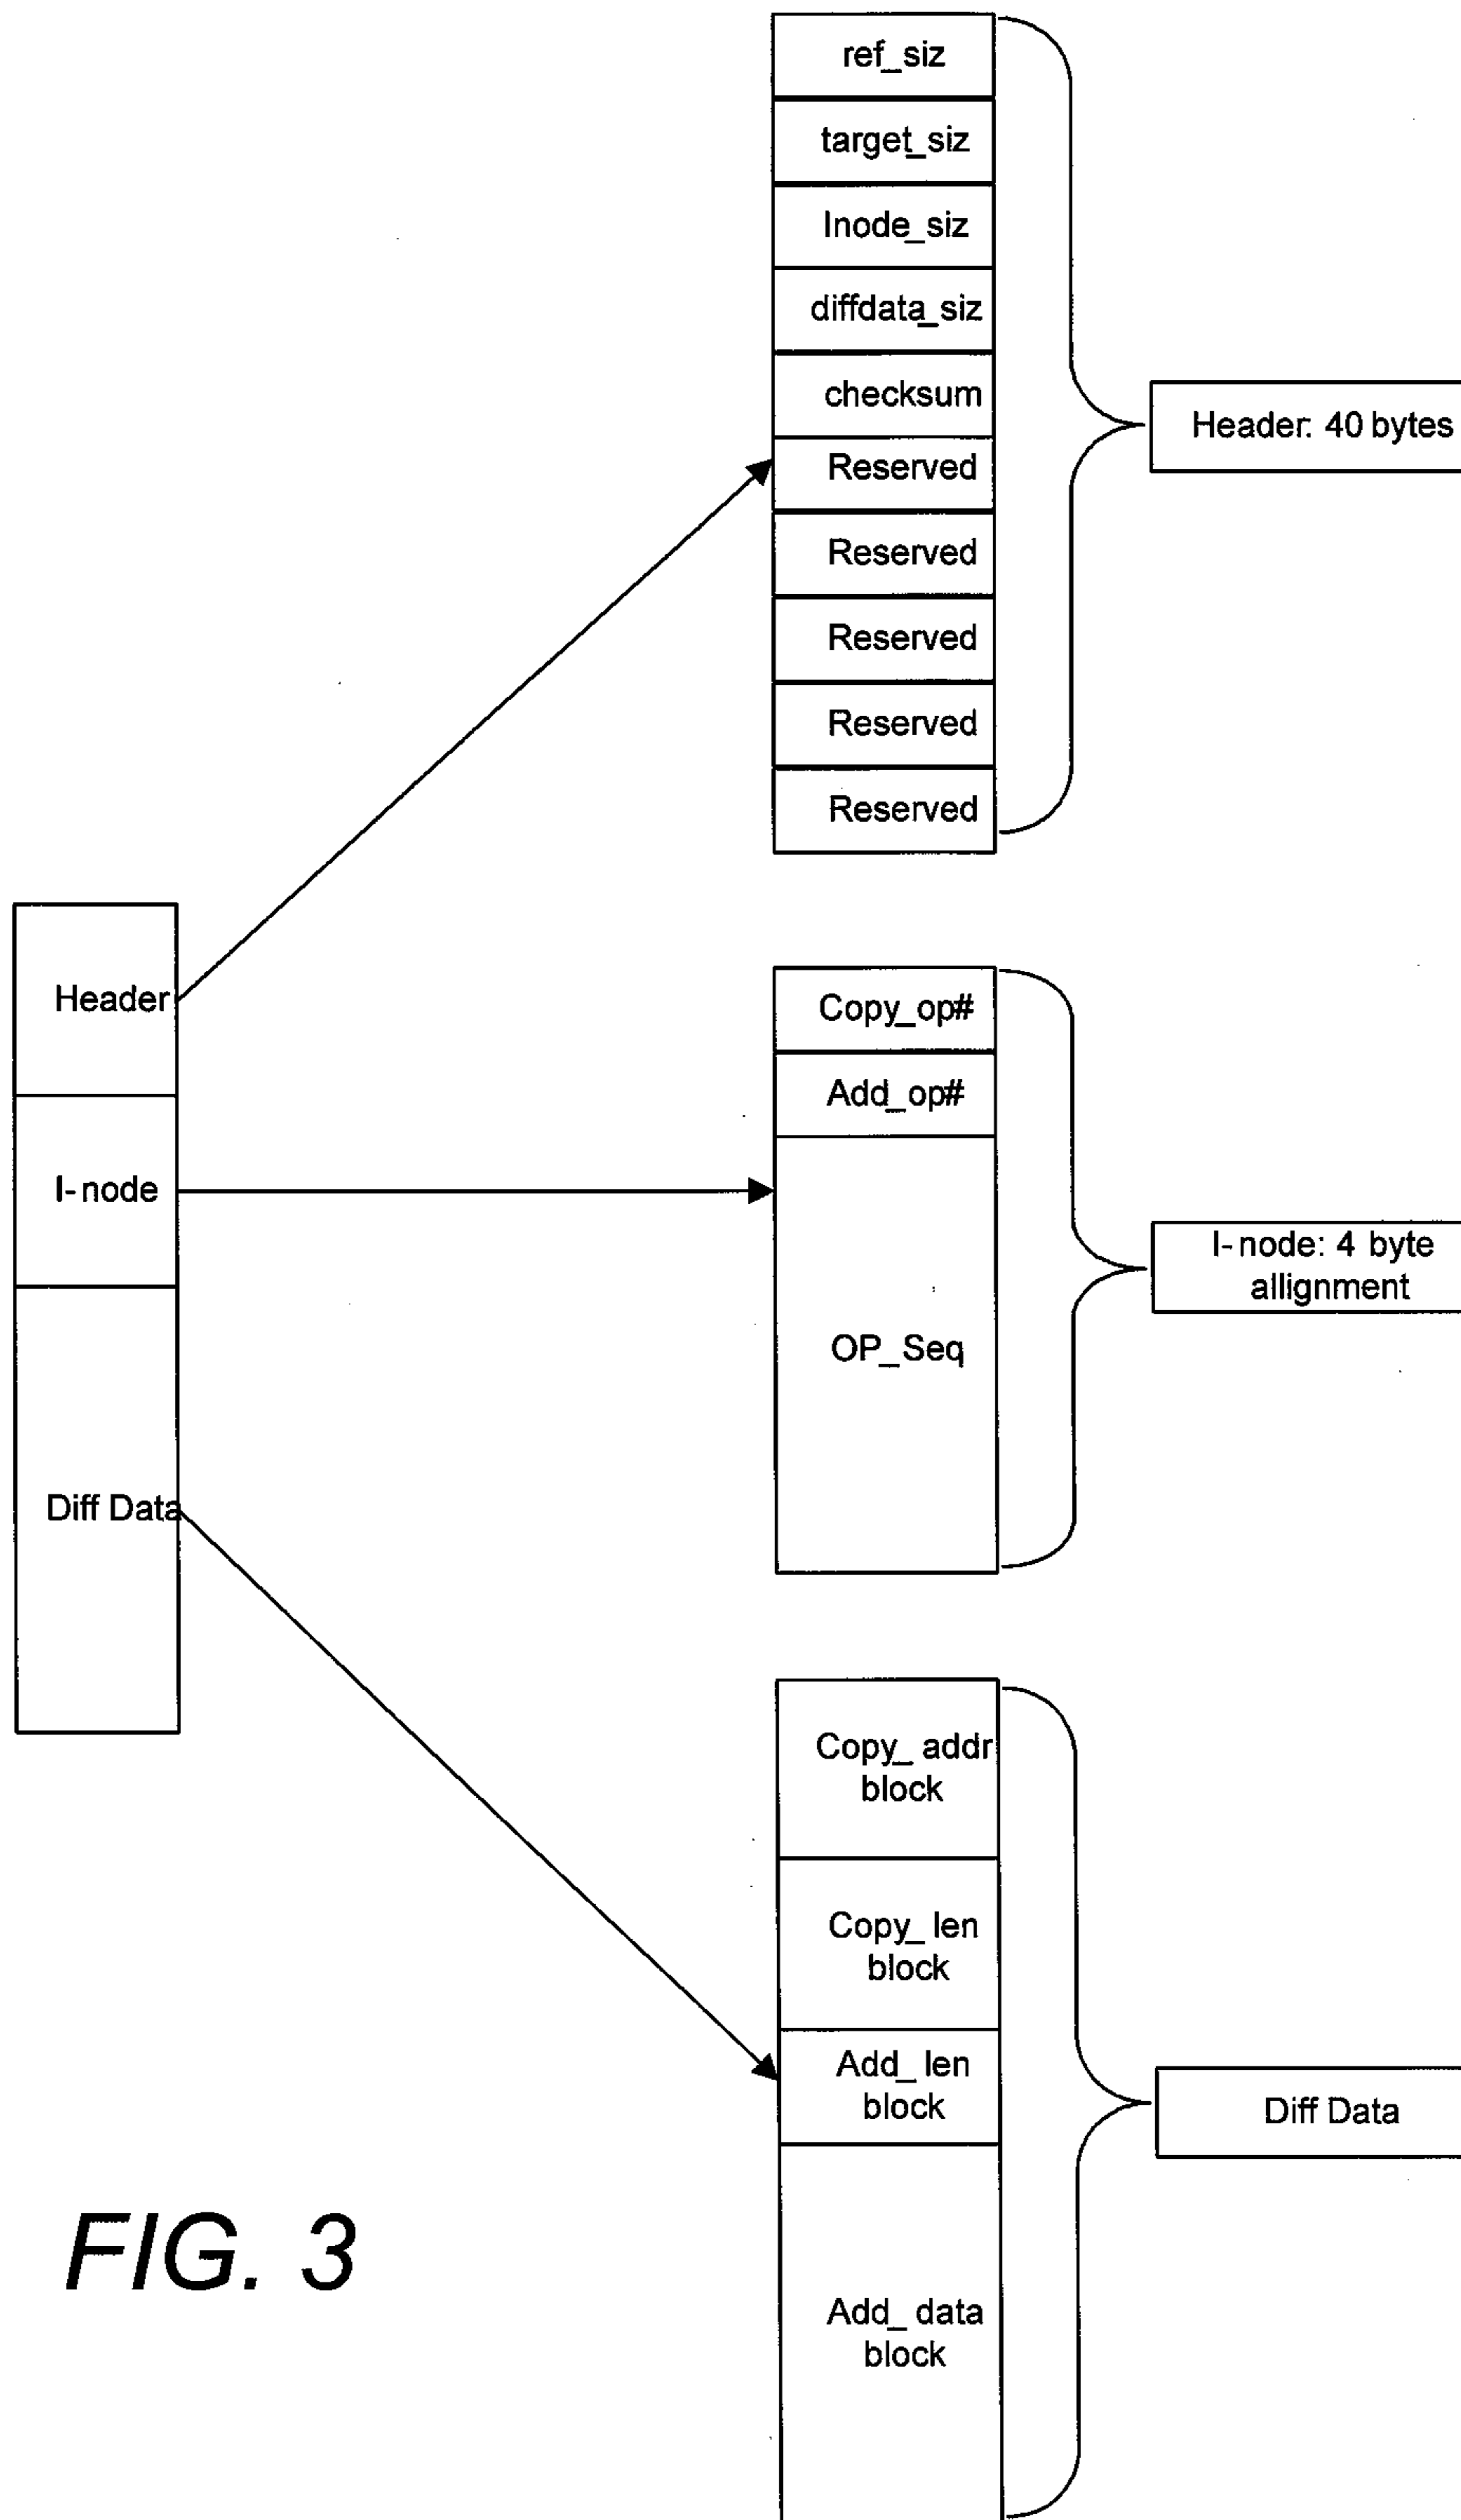 ref_siz
target_siz
Inode_siz
diffdata_siz
checksum
Reserved
Reserved
Reserved
Reserved
Reserved
Header: 40 bytes
Header
I-node
Diff Data
Copy_op#
Add_op#
OP_Seq
I-node: 4 byte
allignment
Copy_ addr
block
Copy_ len
block
Add_ len
block
Add_ data
block
Diff Data
FIG. 3